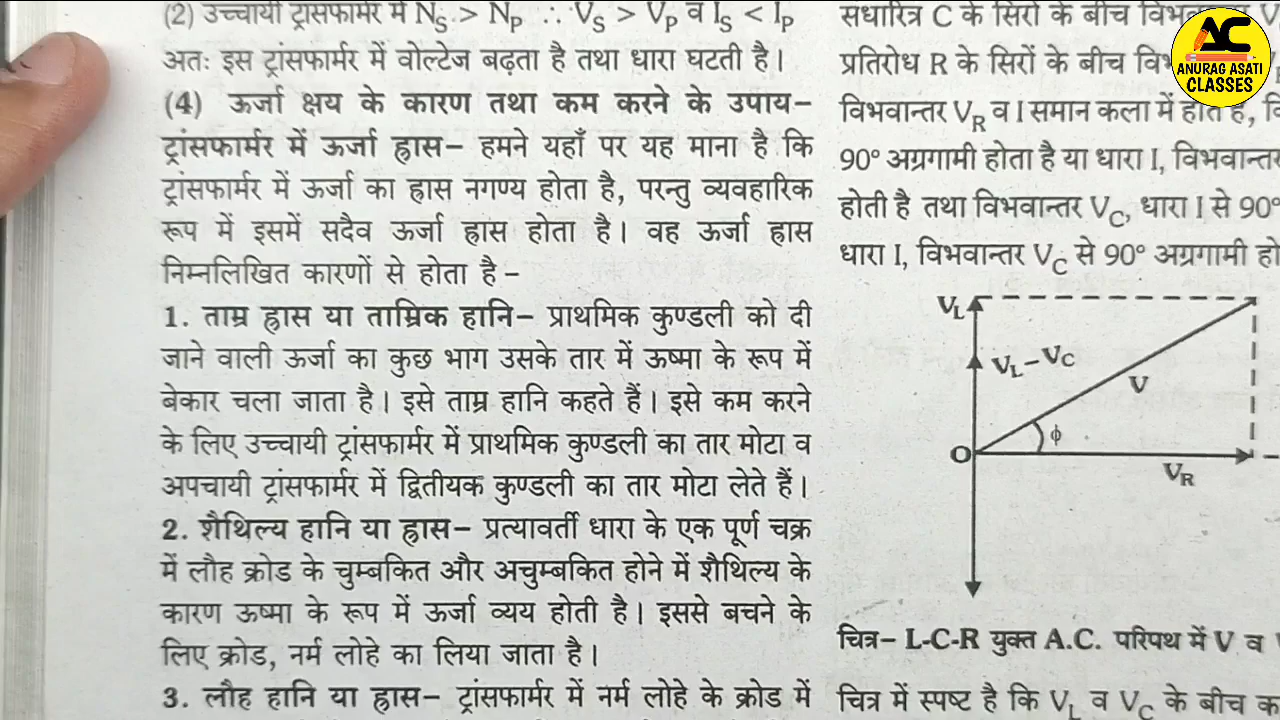 (2) उच्चायी ट्रांसफार्मर में N_S > N_P ∴ V_S > V_P व I_S < I_P
अतः इस ट्रांसफार्मर में वोल्टेज बढ़ता है तथा धारा घटती है।
(4) ऊर्जा क्षय के कारण तथा कम करने के उपाय–
ट्रांसफार्मर में ऊर्जा ह्रास– हमने यहाँ पर यह माना है कि
ट्रांसफार्मर में ऊर्जा का ह्रास नगण्य होता है, परन्तु व्यवहारिक
रूप में इसमें सदैव ऊर्जा ह्रास होता है। वह ऊर्जा ह्रास
निम्नलिखित कारणों से होता है –
1. ताम्र ह्रास या ताम्रिक हानि– प्राथमिक कुण्डली को दी
जाने वाली ऊर्जा का कुछ भाग उसके तार में ऊष्मा के रूप में
बेकार चला जाता है। इसे ताम्र हानि कहते हैं। इसे कम करने
के लिए उच्चायी ट्रांसफार्मर में प्राथमिक कुण्डली का तार मोटा व
अपचायी ट्रांसफार्मर में द्वितीयक कुण्डली का तार मोटा लेते हैं।
2. शैथिल्य हानि या ह्रास– प्रत्यावर्ती धारा के एक पूर्ण चक्र
में लौह क्रोड के चुम्बकित और अचुम्बकित होने में शैथिल्य के
कारण ऊष्मा के रूप में ऊर्जा व्यय होती है। इससे बचने के
लिए क्रोड, नर्म लोहे का लिया जाता है।
3. लौह हानि या ह्रास– ट्रांसफार्मर में नर्म लोहे के क्रोड में
संधारित्र C के सिरों के बीच
प्रतिरोध R के सिरों के बीच
विभवान्तर V_R व I समान कला में होते है,
90° अग्रगामी होता है या धारा I, विभवान्तर
होती है तथा विभवान्तर V_C, धारा I से 90°
धारा I, विभवान्तर V_C से 90° अग्रगामी
V_L
V_L – V_C
V
ϕ
O
V_R
चित्र– L-C-R युक्त A.C. परिपथ में V व
चित्र में स्पष्ट है कि V_L व V_C के बीच
AC
ANURAG ASATI
CLASSES